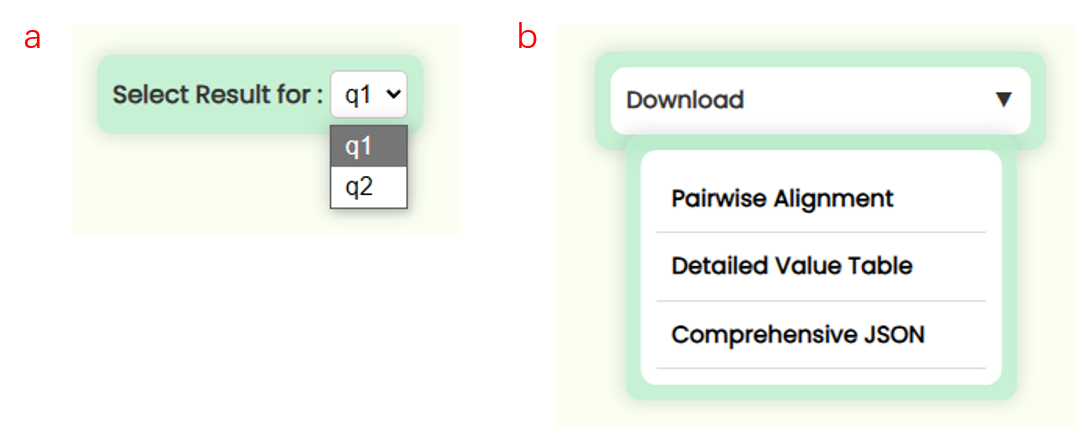 a
Select Result for : q1
q1
q2
b
Download ▼
Pairwise Alignment
Detailed Value Table
Comprehensive JSON